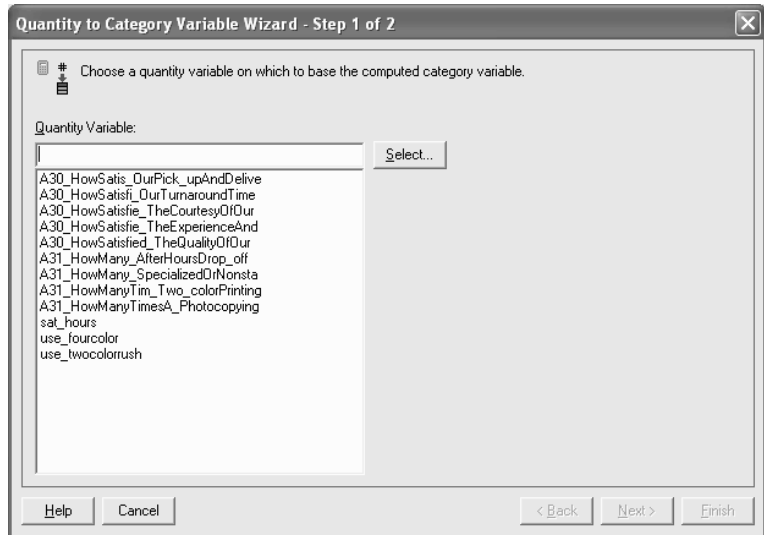 Quantity to Category Variable Wizard - Step 1 of 2
# Choose a quantity variable on which to base the computed category variable.
Quantity Variable:
Select...
A30_HowSatis_OurPick_upAndDelive
A30_HowSatisfi_OurTurnaroundTime
A30_HowSatisfie_TheCourtesyOfOur
A30_HowSatisfie_TheExperienceAnd
A30_HowSatisfied_TheQualityOfOur
A31_HowMany_AfterHoursDrop_off
A31_HowMany_SpecializedOrNonsta
A31_HowManyTim_Two_colorPrinting
A31_HowManyTimesA_Photocopying
sat_hours
use_fourcolor
use_twocolorrush
Help Cancel < Back Next > Finish